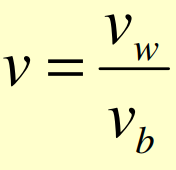 v = v_w / v_b